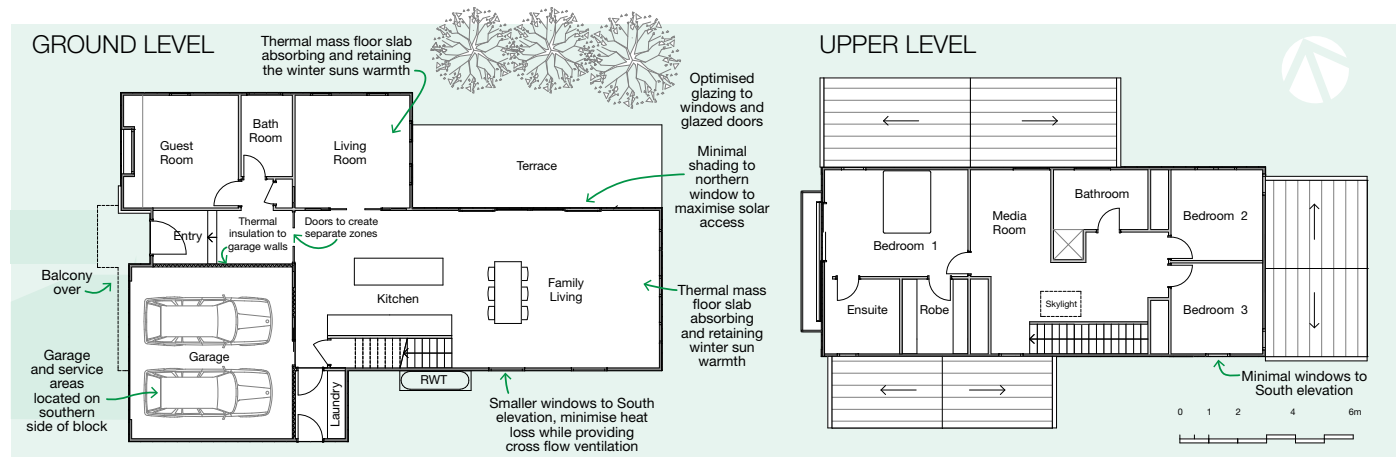 GROUND LEVEL
Thermal mass floor slab
absorbing and retaining
the winter suns warmth
Optimised
glazing to
windows and
glazed doors
Minimal
shading to
northern
window to
maximise solar
access
Guest
Room
Bath
Room
Living
Room
Terrace
Entry
Thermal
insulation to
garage walls
Doors to create
separate zones
Balcony
over
Kitchen
Family
Living
Thermal mass
floor slab
absorbing
and retaining
winter sun
warmth
Garage
Garage
and service
areas
located on
southern
side of block
Laundry
RWT
Smaller windows to South
elevation, minimise heat
loss while providing
cross flow ventilation
UPPER LEVEL
Bedroom 1
Media
Room
Bathroom
Bedroom 2
Ensuite
Robe
Skylight
Bedroom 3
Minimal windows to
South elevation
0 1 2 4 6m